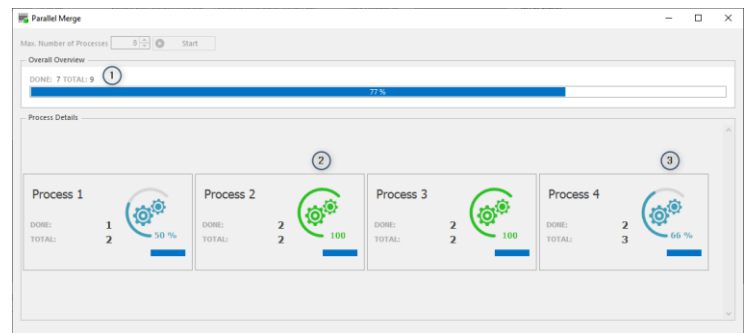 Parallel Merge
Max. Number of Processes 8 Start
Overall Overview
DONE: 7 TOTAL: 9 1
77 %
Process Details
2 3
Process 1 Process 2 Process 3 Process 4
DONE: 1 DONE: 2 DONE: 2 DONE: 2
TOTAL: 2 50 % TOTAL: 2 100 TOTAL: 2 100 TOTAL: 3 66 %